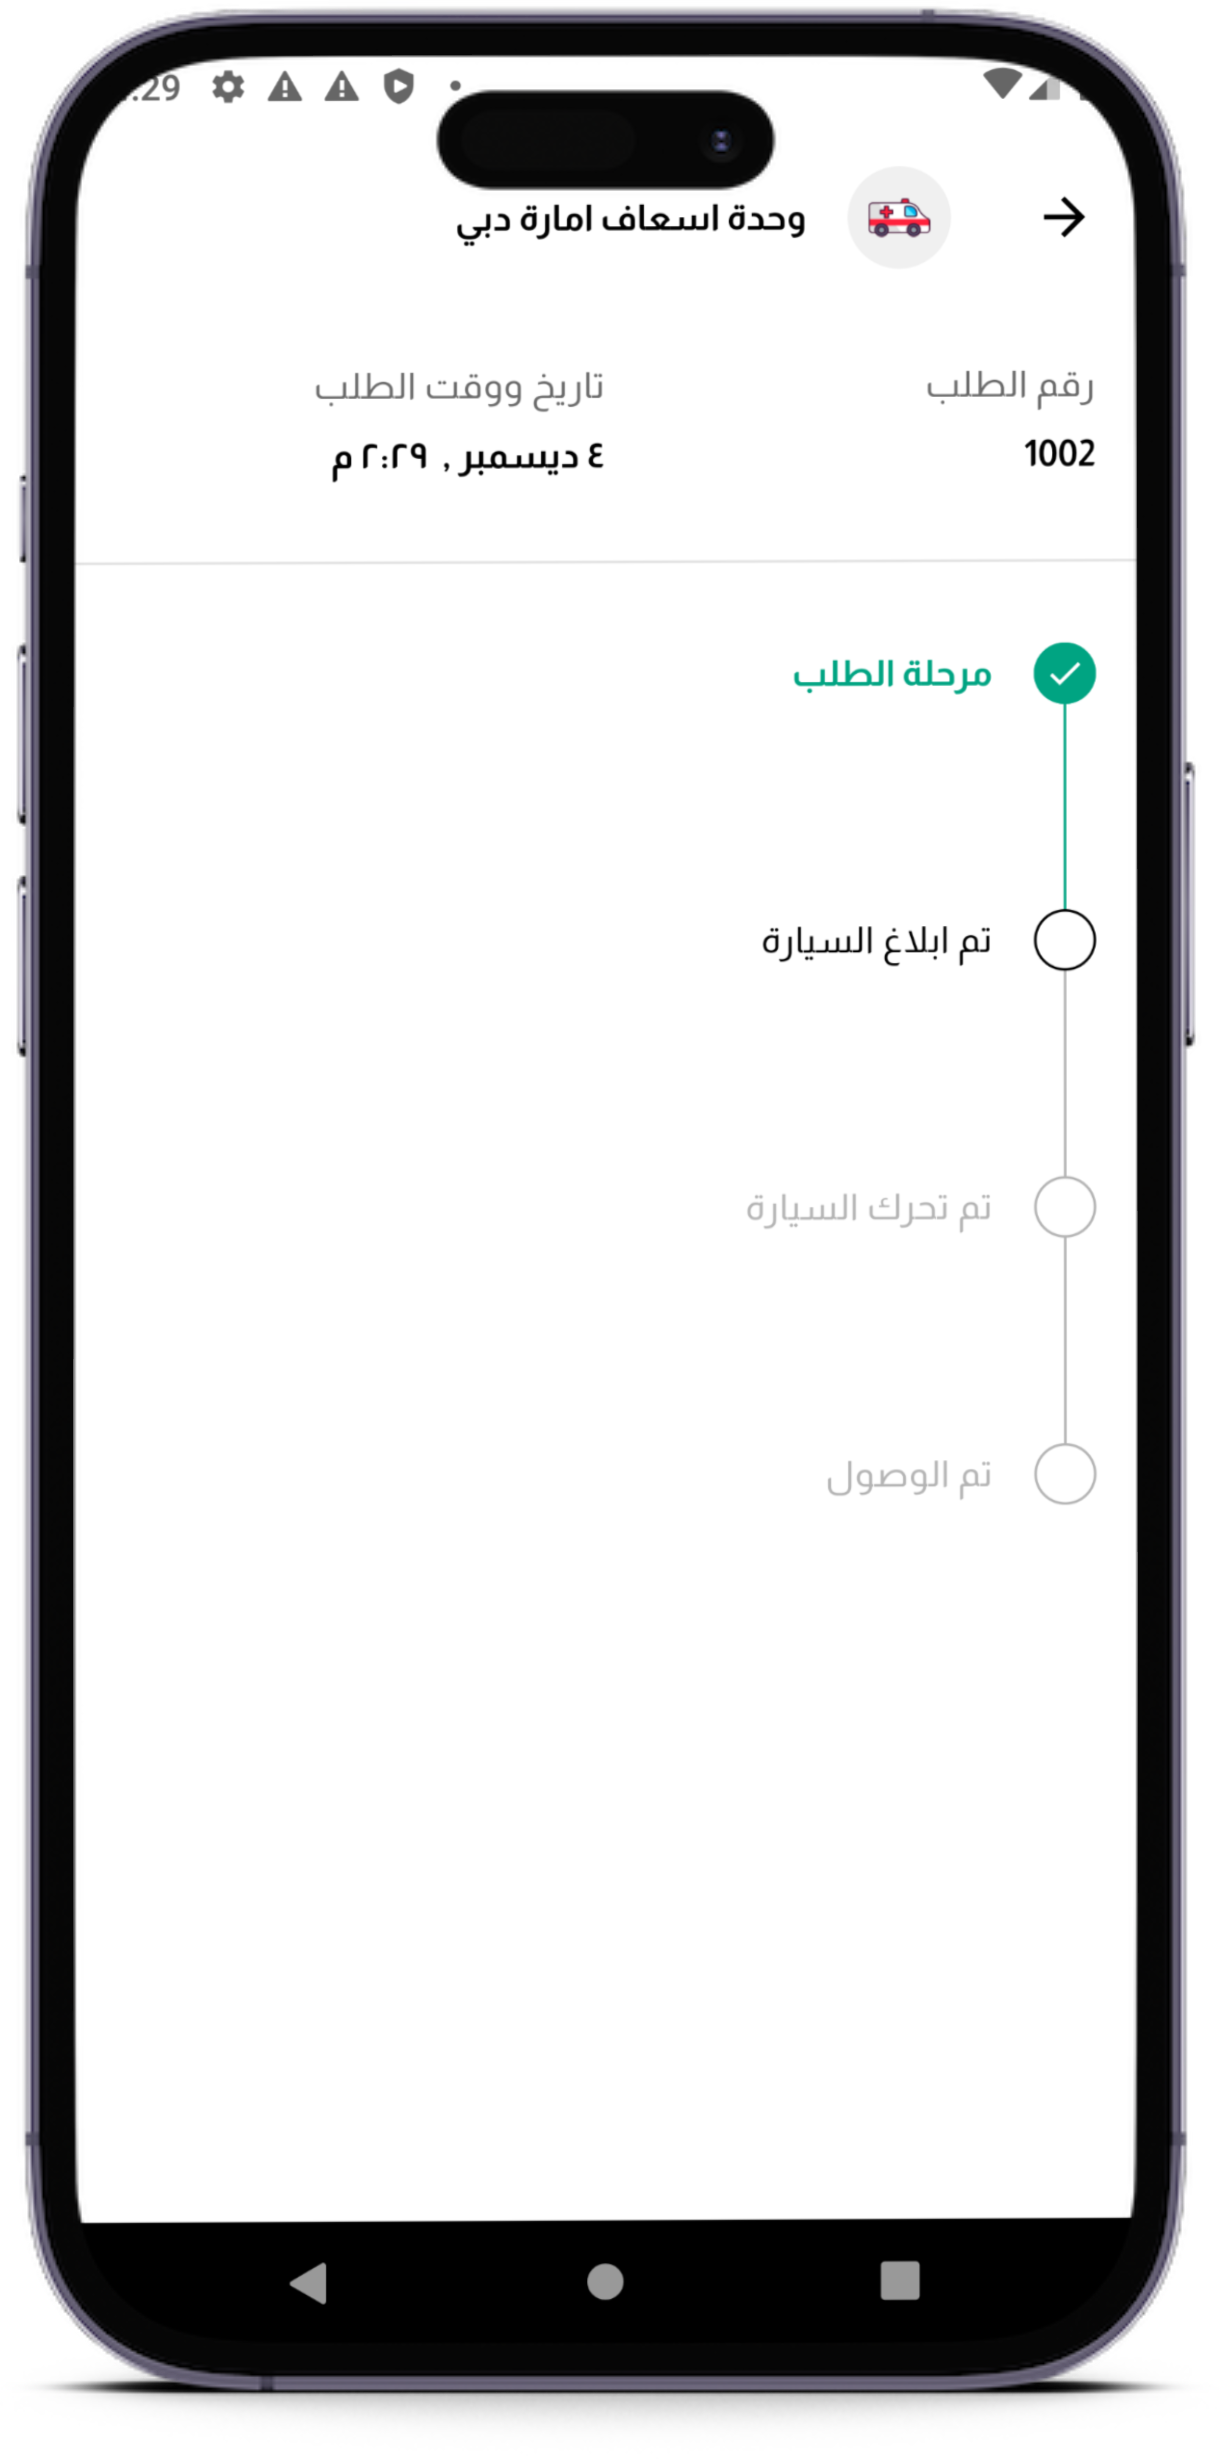 :29
وحدة اسعاف امارة دبي
رقم الطلب
1002
تاريخ ووقت الطلب
٤ ديسمبر , ٢:٢٩ م
مرحلة الطلب
تم ابلاغ السيارة
تم تحرك السيارة
تم الوصول